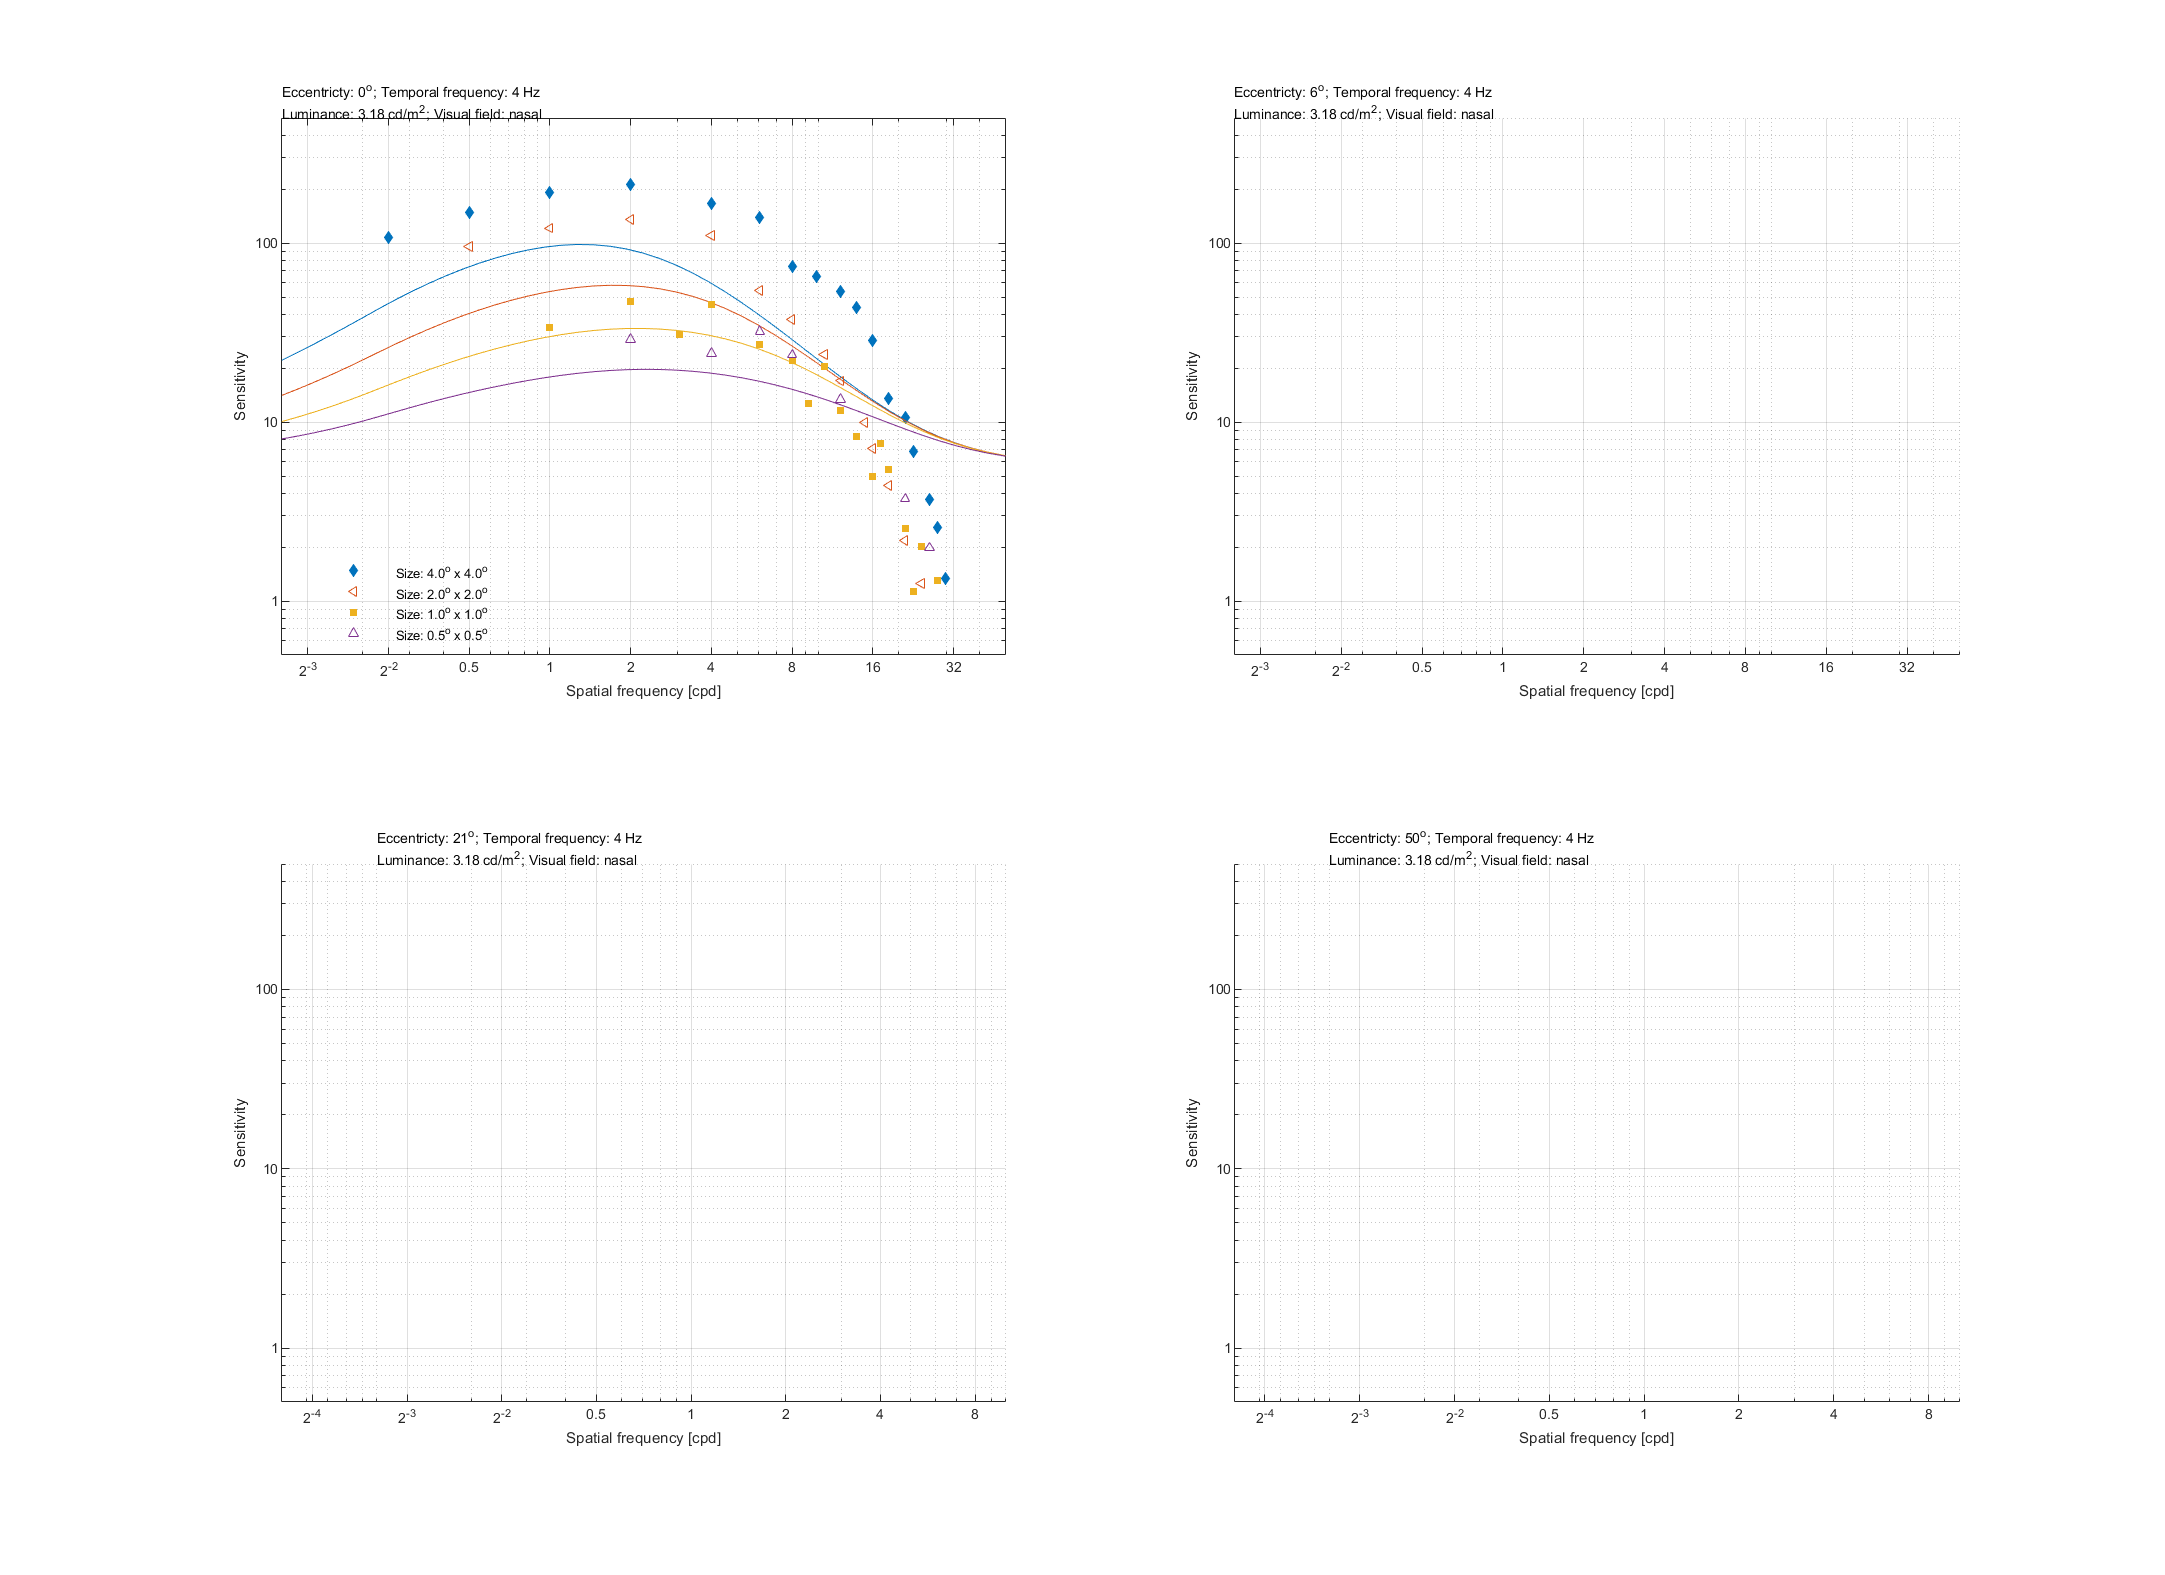 Eccentricty: 0°; Temporal frequency: 4 Hz
Luminance: 3.18 cd/m²; Visual field: nasal
Sensitivity
100
10
1
Size: 4.0° x 4.0°
Size: 2.0° x 2.0°
Size: 1.0° x 1.0°
Size: 0.5° x 0.5°
2⁻³ 2⁻² 0.5 1 2 4 8 16 32
Spatial frequency [cpd]
Eccentricty: 6°; Temporal frequency: 4 Hz
Luminance: 3.18 cd/m²; Visual field: nasal
Sensitivity
100
10
1
2⁻³ 2⁻² 0.5 1 2 4 8 16 32
Spatial frequency [cpd]
Eccentricty: 21°; Temporal frequency: 4 Hz
Luminance: 3.18 cd/m²; Visual field: nasal
Sensitivity
100
10
1
2⁻⁴ 2⁻³ 2⁻² 0.5 1 2 4 8
Spatial frequency [cpd]
Eccentricty: 50°; Temporal frequency: 4 Hz
Luminance: 3.18 cd/m²; Visual field: nasal
Sensitivity
100
10
1
2⁻⁴ 2⁻³ 2⁻² 0.5 1 2 4 8
Spatial frequency [cpd]